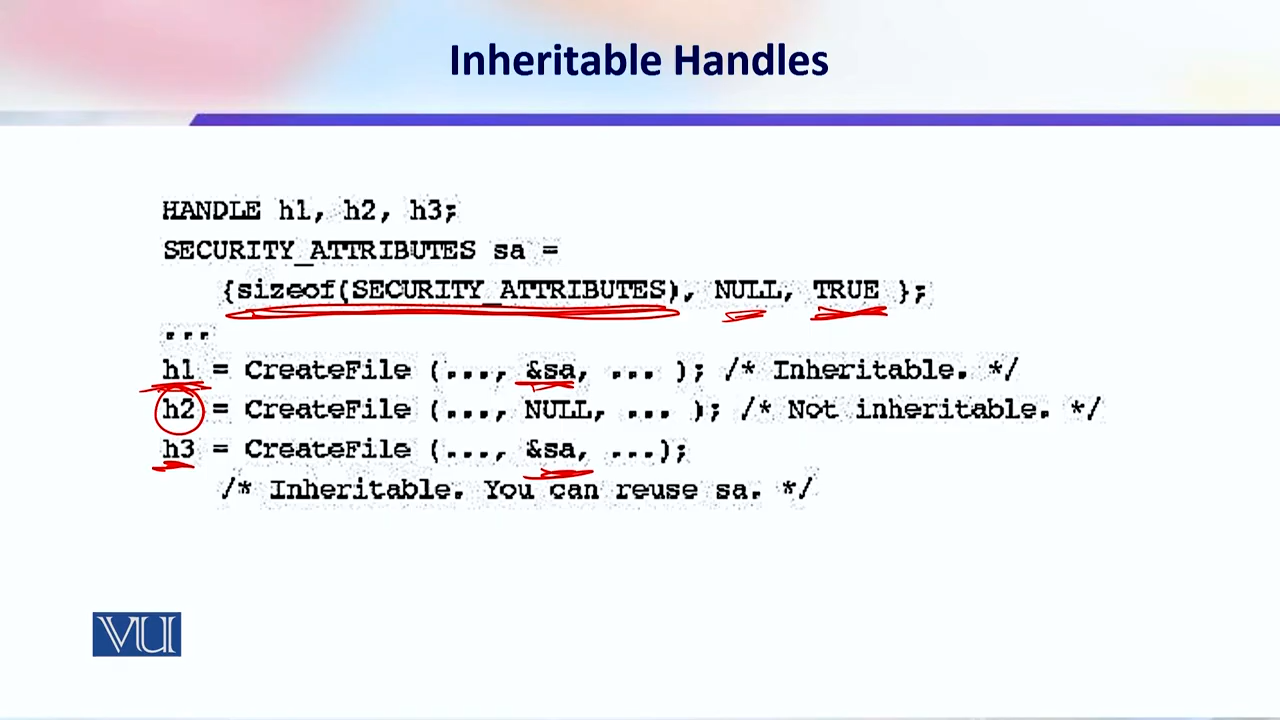 Inheritable Handles
HANDLE h1, h2, h3;
SECURITY_ATTRIBUTES sa =
{sizeof(SECURITY_ATTRIBUTES), NULL, TRUE };
...
h1 = CreateFile (..., &sa, ... ); /* Inheritable. */
h2 = CreateFile (..., NULL, ... ); /* Not inheritable. */
h3 = CreateFile (..., &sa, ...);
/* Inheritable. You can reuse sa. */
VU